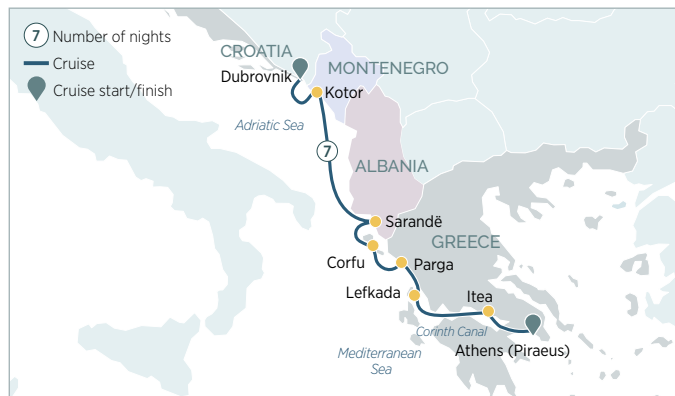 7 Number of nights
Cruise
Cruise start/finish
CROATIA
Dubrovnik
MONTENEGRO
Kotor
Adriatic Sea
7
ALBANIA
Sarandë
GREECE
Corfu
Parga
Lefkada
Itea
Corinth Canal
Athens (Piraeus)
Mediterranean
Sea